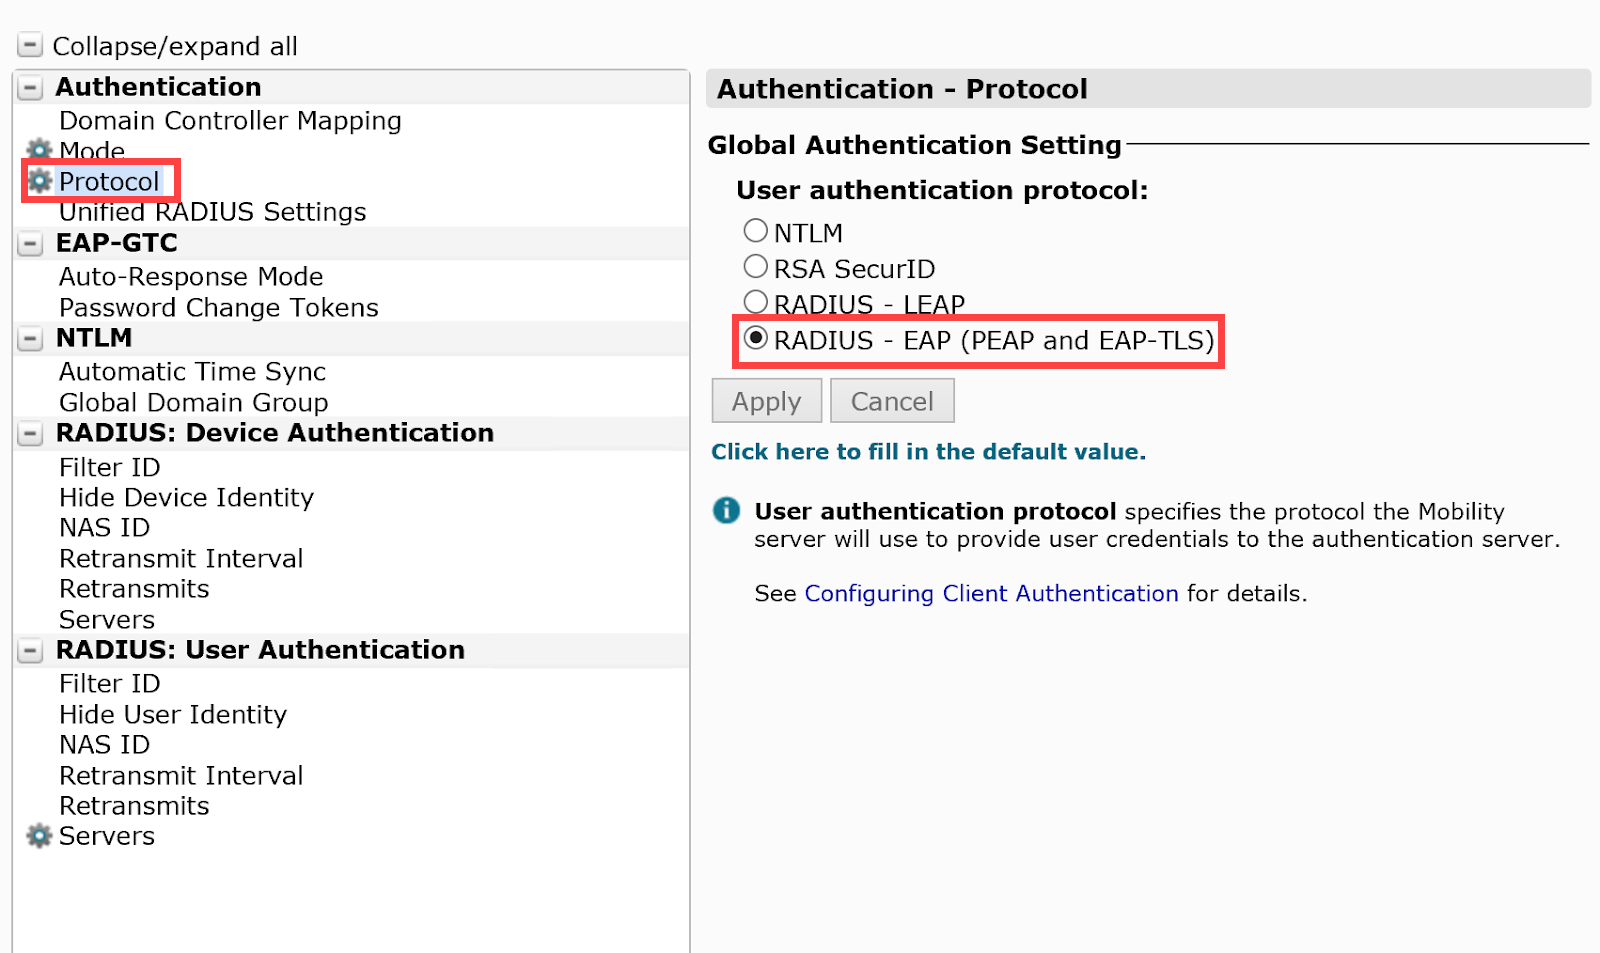 Collapse/expand all
Authentication
Domain Controller Mapping
Mode
Protocol
Unified RADIUS Settings
EAP-GTC
Auto-Response Mode
Password Change Tokens
NTLM
Automatic Time Sync
Global Domain Group
RADIUS: Device Authentication
Filter ID
Hide Device Identity
NAS ID
Retransmit Interval
Retransmits
Servers
RADIUS: User Authentication
Filter ID
Hide User Identity
NAS ID
Retransmit Interval
Retransmits
Servers
Authentication - Protocol
Global Authentication Setting
User authentication protocol:
NTLM
RSA SecurID
RADIUS - LEAP
RADIUS - EAP (PEAP and EAP-TLS)
Apply Cancel
Click here to fill in the default value.
User authentication protocol specifies the protocol the Mobility
server will use to provide user credentials to the authentication server.
See Configuring Client Authentication for details.